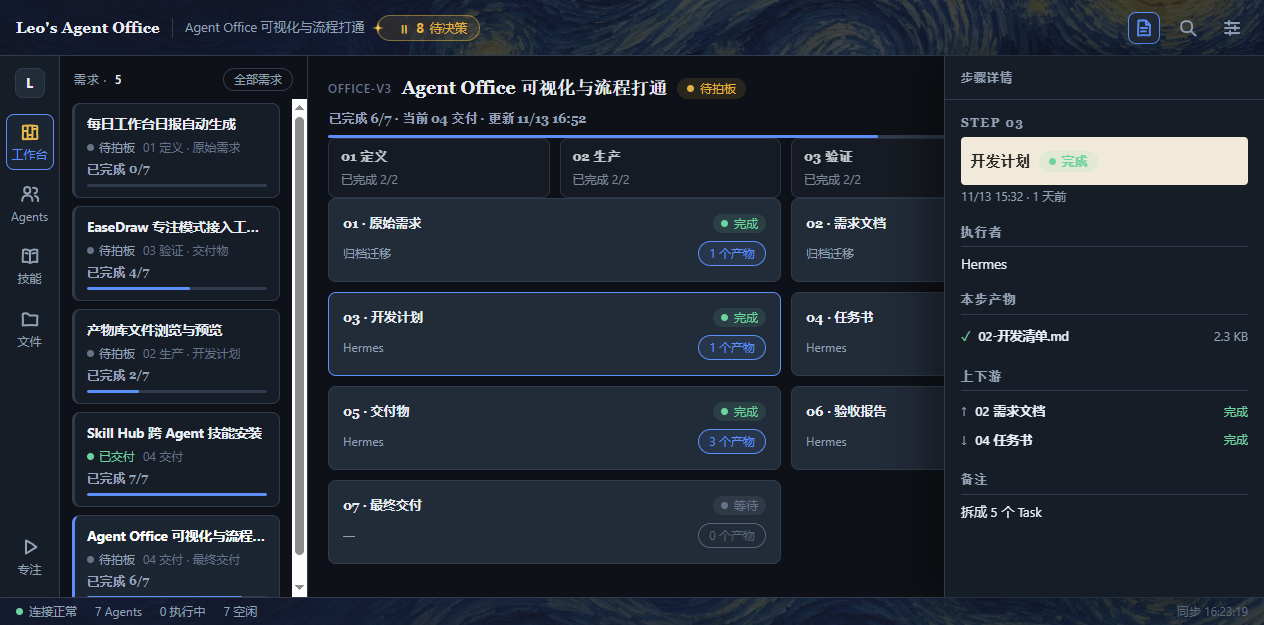 Leo's Agent Office
Agent Office 可视化与流程打通
8 待决策
L
工作台
Agents
技能
文件
专注
需求 · 5
全部需求
每日工作台日报自动生成
待拍板 01 定义 · 原始需求
已完成 0/7
EaseDraw 专注模式接入工...
待拍板 03 验证 · 交付物
已完成 4/7
产物库文件浏览与预览
待拍板 02 生产 · 开发计划
已完成 2/7
Skill Hub 跨 Agent 技能安装
已交付 04 交付
已完成 7/7
Agent Office 可视化与流程...
待拍板 04 交付 · 最终交付
已完成 6/7
OFFICE-V3 Agent Office 可视化与流程打通 待拍板
已完成 6/7 · 当前 04 交付 · 更新 11/13 16:52
01 定义
已完成 2/2
02 生产
已完成 2/2
03 验证
已完成 2/2
01 · 原始需求 完成
归档迁移 1 个产物
02 · 需求文档
归档迁移
03 · 开发计划 完成
Hermes 1 个产物
04 · 任务书
Hermes
05 · 交付物 完成
Hermes 3 个产物
06 · 验收报告
Hermes
07 · 最终交付 等待
— 0 个产物
步骤详情
STEP 03
开发计划 完成
11/13 15:32 · 1 天前
执行者
Hermes
本步产物
✓ 02-开发清单.md 2.3 KB
上下游
↑ 02 需求文档 完成
↓ 04 任务书 完成
备注
拆成 5 个 Task
连接正常 7 Agents 0 执行中 7 空闲
同步 16:23:19